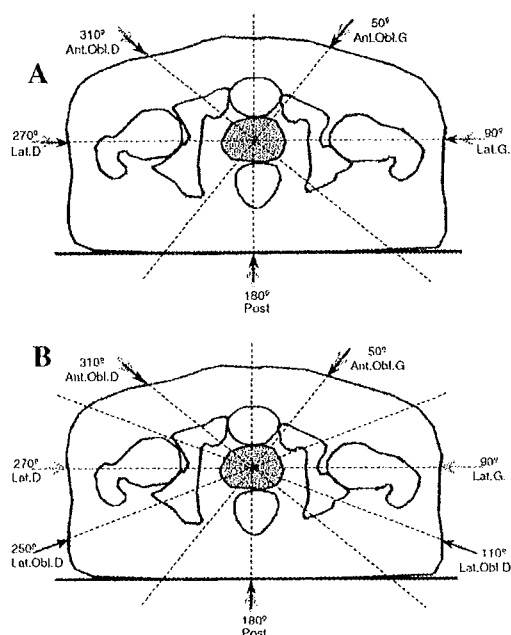 A
310º
Ant.Obl.D
50º
Ant.Obl.G
270º
Lat.D
90º
Lat.G.
180º
Post
B
310º
Ant.Obl.D
50º
Ant.Obl.G
270º
Lat.D
90º
Lat.G.
250º
Lat.Obl.D
110º
Lat.Obl D
180º
Post